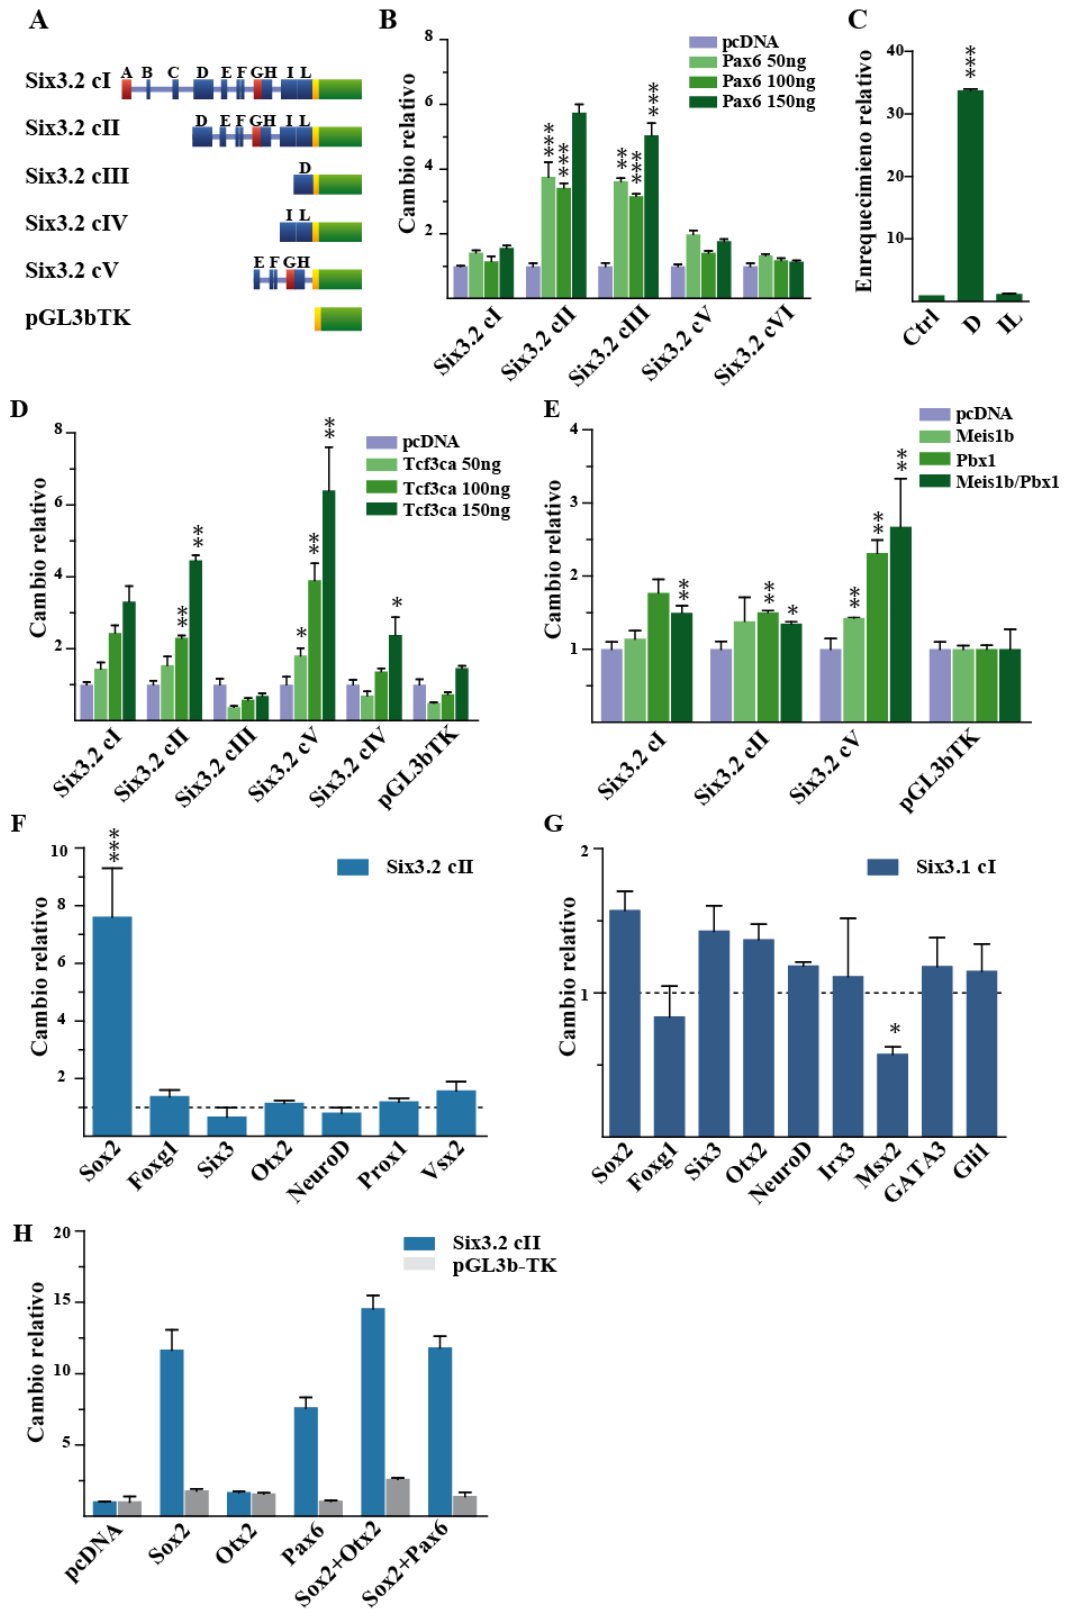 A
A B C D E F GH I L
Six3.2 cI
D E F GH I L
Six3.2 cII
D
Six3.2 cIII
I L
Six3.2 cIV
E F GH
Six3.2 cV
pGL3bTK
B
Cambio relativo
8
6
4
2
pcDNA
Pax6 50ng
Pax6 100ng
Pax6 150ng
*** *** ** *** ***
Six3.2 cI
Six3.2 cII
Six3.2 cIII
Six3.2 cV
Six3.2 cVI
C
Enrequecimieno relativo
40
30
20
10
***
Ctrl
D
IL
D
Cambio relativo
8
6
4
2
pcDNA
Tcf3ca 50ng
Tcf3ca 100ng
Tcf3ca 150ng
** ** * ** ** *
Six3.2 cI
Six3.2 cII
Six3.2 cIII
Six3.2 cV
Six3.2 cIV
pGL3bTK
E
Cambio relativo
4
3
2
1
pcDNA
Meis1b
Pbx1
Meis1b/Pbx1
** ** * ** ** **
Six3.2 cI
Six3.2 cII
Six3.2 cV
pGL3bTK
F
Cambio relativo
10
8
6
4
2
***
Six3.2 cII
Sox2
Foxg1
Six3
Otx2
NeuroD
Prox1
Vsx2
G
Cambio relativo
2
1
Six3.1 cI
*
Sox2
Foxg1
Six3
Otx2
NeuroD
Irx3
Msx2
GATA3
Gli1
H
Cambio relativo
20
15
10
5
Six3.2 cII
pGL3b-TK
pcDNA
Sox2
Otx2
Pax6
Sox2+Otx2
Sox2+Pax6